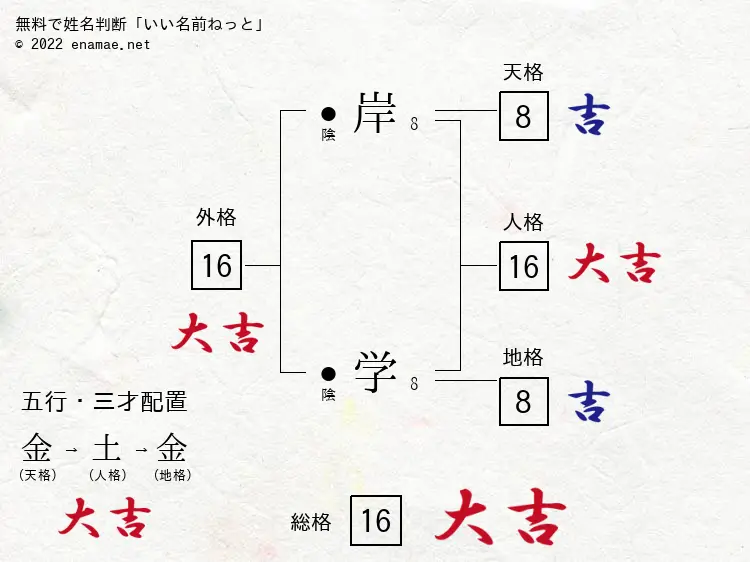 無料で姓名判断「いい名前ねっと」
© 2022 enamae.net
天格
岸 8
8 吉
陰
外格
人格
16
16 大吉
大吉
地格
学 8
8 吉
陰
五行・三才配置
金 → 土 → 金
(天格) (人格) (地格)
大吉
総格 16 大吉